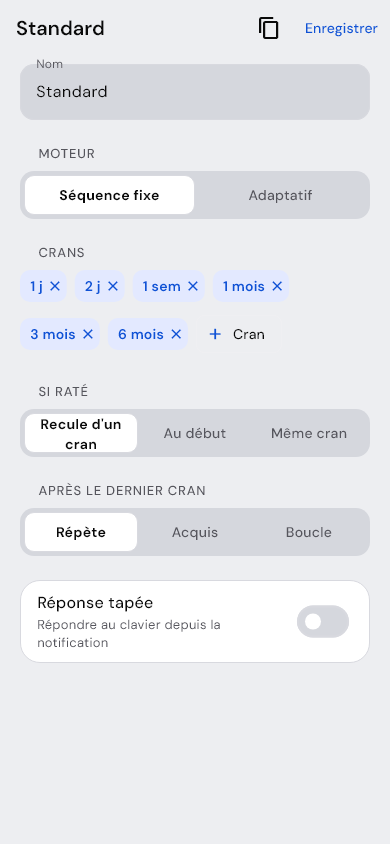 Standard
Enregistrer
Nom
Standard
MOTEUR
Séquence fixe
Adaptatif
CRANS
1 j
2 j
1 sem
1 mois
3 mois
6 mois
+ Cran
SI RATÉ
Recule d'un
cran
Au début
Même cran
APRÈS LE DERNIER CRAN
Répète
Acquis
Boucle
Réponse tapée
Répondre au clavier depuis la
notification